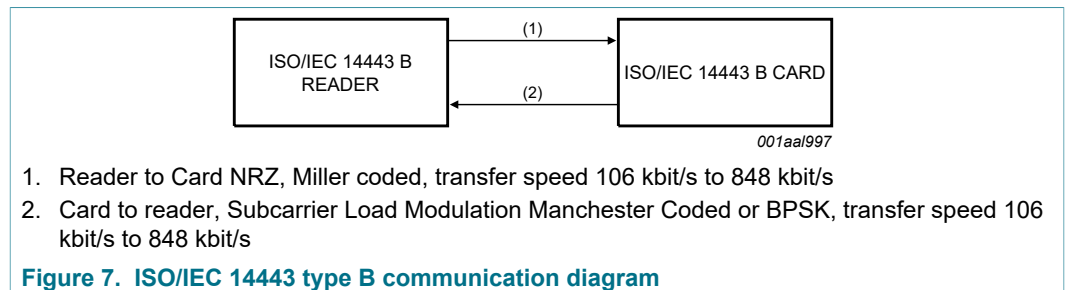 (1)
ISO/IEC 14443 B
READER
ISO/IEC 14443 B CARD
(2)
001aal997
1. Reader to Card NRZ, Miller coded, transfer speed 106 kbit/s to 848 kbit/s
2. Card to reader, Subcarrier Load Modulation Manchester Coded or BPSK, transfer speed 106
kbit/s to 848 kbit/s
Figure 7. ISO/IEC 14443 type B communication diagram